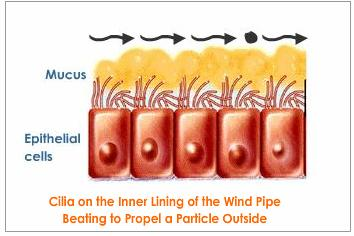 Mucus
Epithelial
cells
Cilia on the Inner Lining of the Wind Pipe
Beating to Propel a Particle Outside